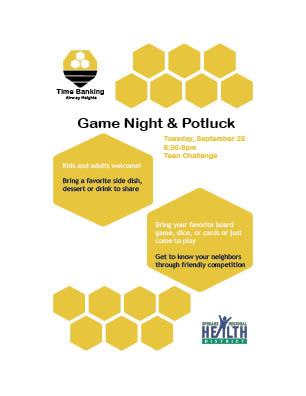 Time Banking
Airway Heights
Game Night & Potluck
Tuesday, September 25
6:30-8pm
Teen Challenge
Kids and adults welcome!
Bring a favorite side dish,
dessert or drink to share
Bring your favorite board
game, dice, or cards or just
come to play
Get to know your neighbors
through friendly competition
SPOKANE REGIONAL
HEALTH
DISTRICT